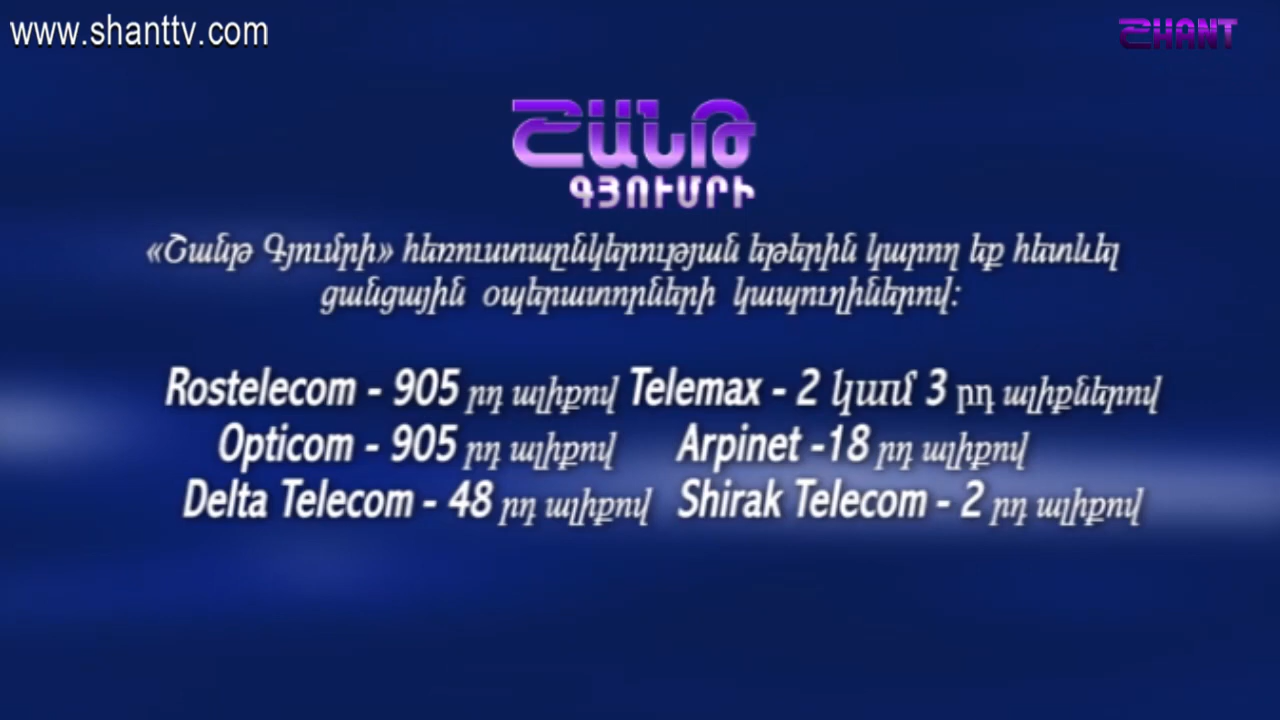 www.shanttv.com
SHANT
ՇԱՆԹ
ԳՅՈՒՄՐԻ
«Շանթ Գյումրի» հեռուստաընկերության եթերին կարող եք հետևել
ցանցային օպերատորների կապուղիներով:
Rostelecom - 905 րդ ալիքով Telemax - 2 կամ 3 րդ ալիքներով
Opticom - 905 րդ ալիքով Arpinet -18 րդ ալիքով
Delta Telecom - 48 րդ ալիքով Shirak Telecom - 2 րդ ալիքով